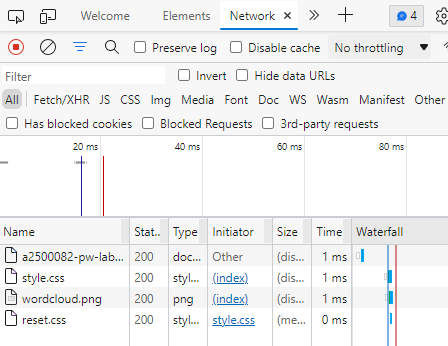 Welcome Elements Network × » + 4
Preserve log Disable cache No throttling
Filter Invert Hide data URLs
All Fetch/XHR JS CSS Img Media Font Doc WS Wasm Manifest Other
Has blocked cookies Blocked Requests 3rd-party requests
20 ms 40 ms 60 ms 80 ms
Name Stat.. Type Initiator Size Time Waterfall
a2500082-pw-lab... 200 doc... Other (dis... 1 ms
style.css 200 styl... (index) (dis... 1 ms
wordcloud.png 200 png (index) (dis... 1 ms
reset.css 200 styl... style.css (me... 0 ms